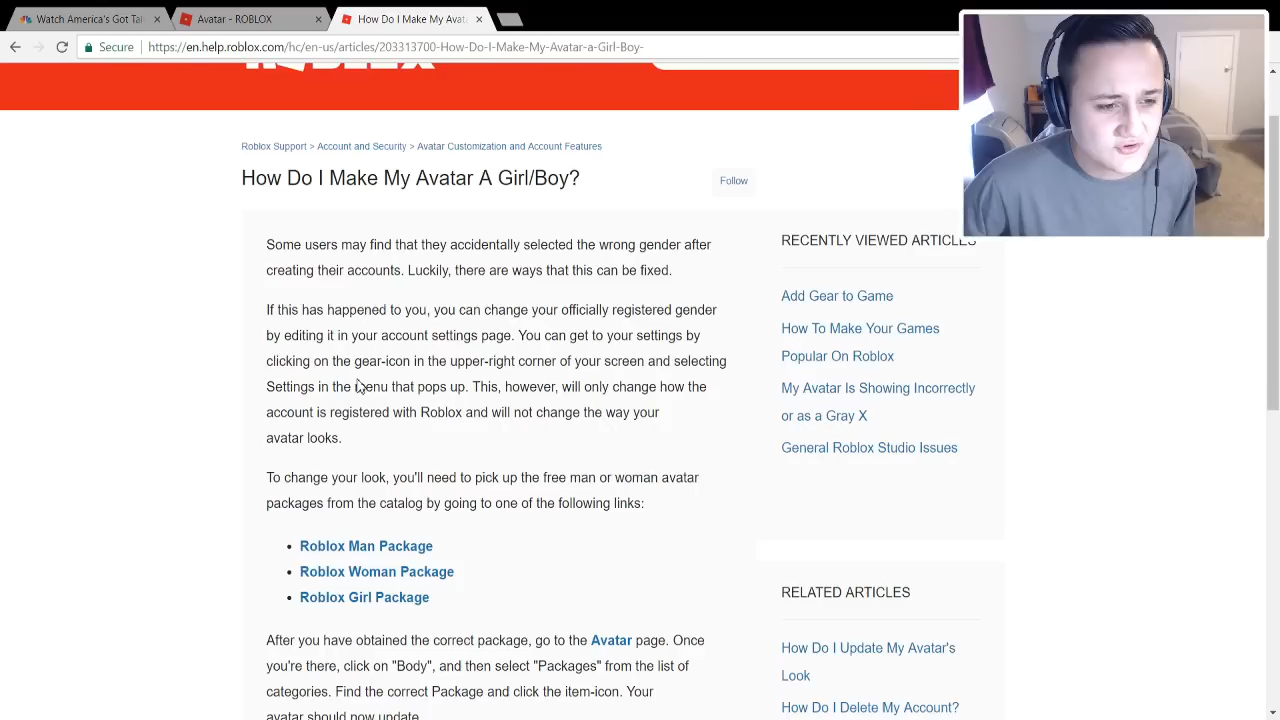 Watch America's Got Tal
Avatar - ROBLOX
How Do I Make My Avata
Secure
https://en.help.roblox.com/hc/en-us/articles/203313700-How-Do-I-Make-My-Avatar-a-Girl-Boy-
ROBLOX
Roblox Support > Account and Security > Avatar Customization and Account Features
How Do I Make My Avatar A Girl/Boy?
Follow
Some users may find that they accidentally selected the wrong gender after
creating their accounts. Luckily, there are ways that this can be fixed.
If this has happened to you, you can change your officially registered gender
by editing it in your account settings page. You can get to your settings by
clicking on the gear-icon in the upper-right corner of your screen and selecting
Settings in the menu that pops up. This, however, will only change how the
account is registered with Roblox and will not change the way your
avatar looks.
To change your look, you'll need to pick up the free man or woman avatar
packages from the catalog by going to one of the following links:
Roblox Man Package
Roblox Woman Package
Roblox Girl Package
After you have obtained the correct package, go to the Avatar page. Once
you're there, click on "Body", and then select "Packages" from the list of
categories. Find the correct Package and click the item-icon. Your
avatar should now update.
RECENTLY VIEWED ARTICLES
Add Gear to Game
How To Make Your Games
Popular On Roblox
My Avatar Is Showing Incorrectly
or as a Gray X
General Roblox Studio Issues
RELATED ARTICLES
How Do I Update My Avatar's
Look
How Do I Delete My Account?